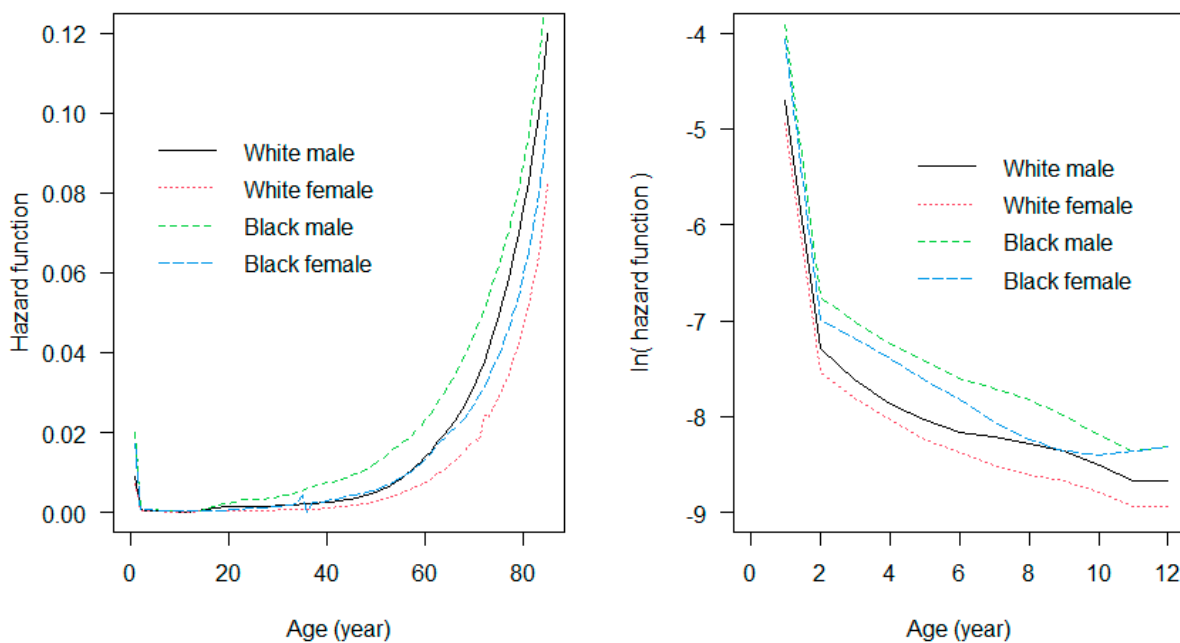 Hazard function
0.12
0.10
0.08
0.06
0.04
0.02
0.00
White male
White female
Black male
Black female
0 20 40 60 80
Age (year)
ln( hazard function )
-4
-5
-6
-7
-8
-9
White male
White female
Black male
Black female
0 2 4 6 8 10 12
Age (year)